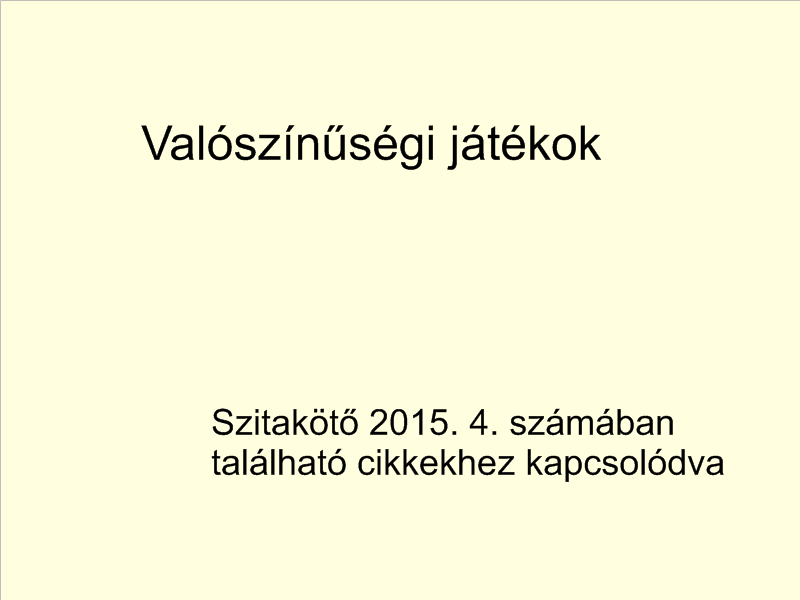 Valószínűségi játékok
Szitakötő 2015. 4. számában
található cikkekhez kapcsolódva